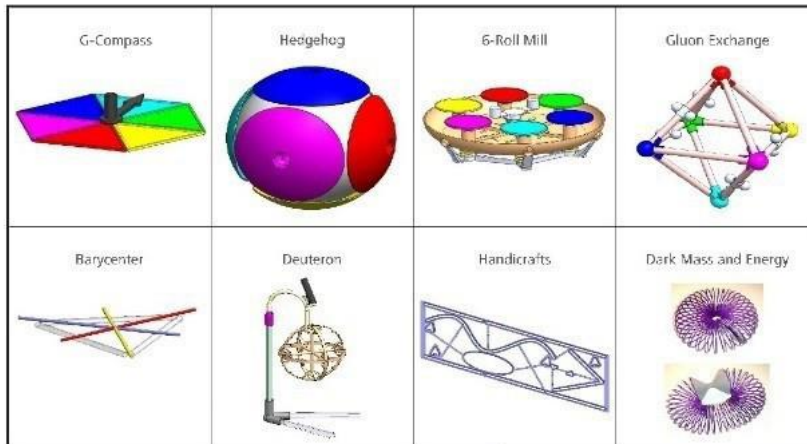 G-Compass
Hedgehog
6-Roll Mill
Gluon Exchange
Barycenter
Deuteron
Handicrafts
Dark Mass and Energy